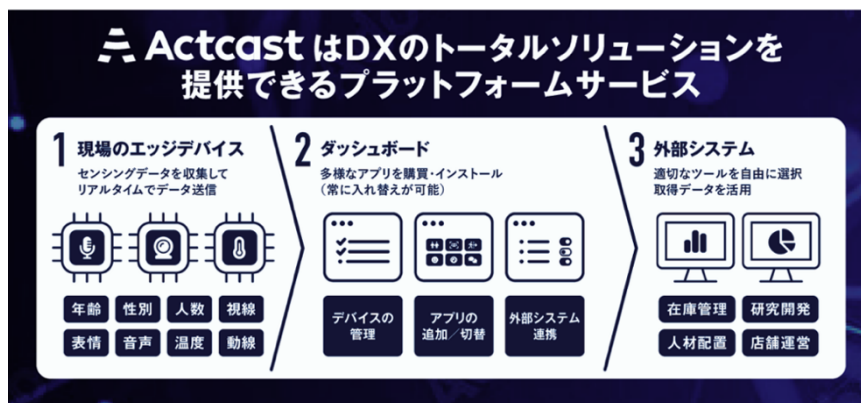 Actcast はDXのトータルソリューションを
提供できるプラットフォームサービス
1 現場のエッジデバイス
センシングデータを収集して
リアルタイムでデータ送信
年齢 性別 人数 視線
表情 音声 温度 動線
2 ダッシュボード
多様なアプリを購買・インストール
（常に入れ替えが可能）
デバイスの
管理
アプリの
追加／切替
外部システム
連携
3 外部システム
適切なツールを自由に選択
取得データを活用
在庫管理 研究開発
人材配置 店舗運営